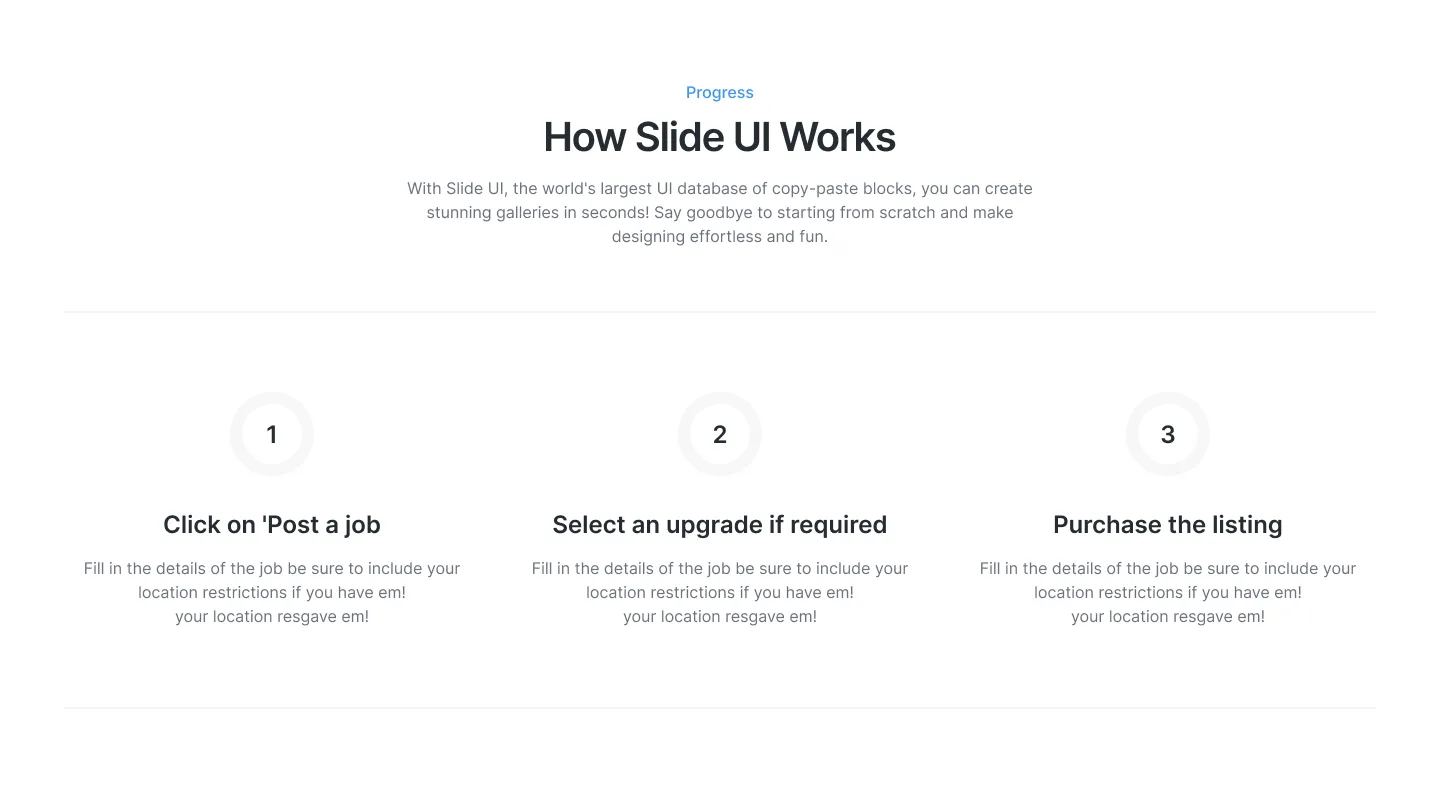 Progress
How Slide UI Works
With Slide UI, the world's largest UI database of copy-paste blocks, you can create
stunning galleries in seconds! Say goodbye to starting from scratch and make
designing effortless and fun.
1
Click on 'Post a job
Fill in the details of the job be sure to include your
location restrictions if you have em!
your location resgave em!
2
Select an upgrade if required
Fill in the details of the job be sure to include your
location restrictions if you have em!
your location resgave em!
3
Purchase the listing
Fill in the details of the job be sure to include your
location restrictions if you have em!
your location resgave em!